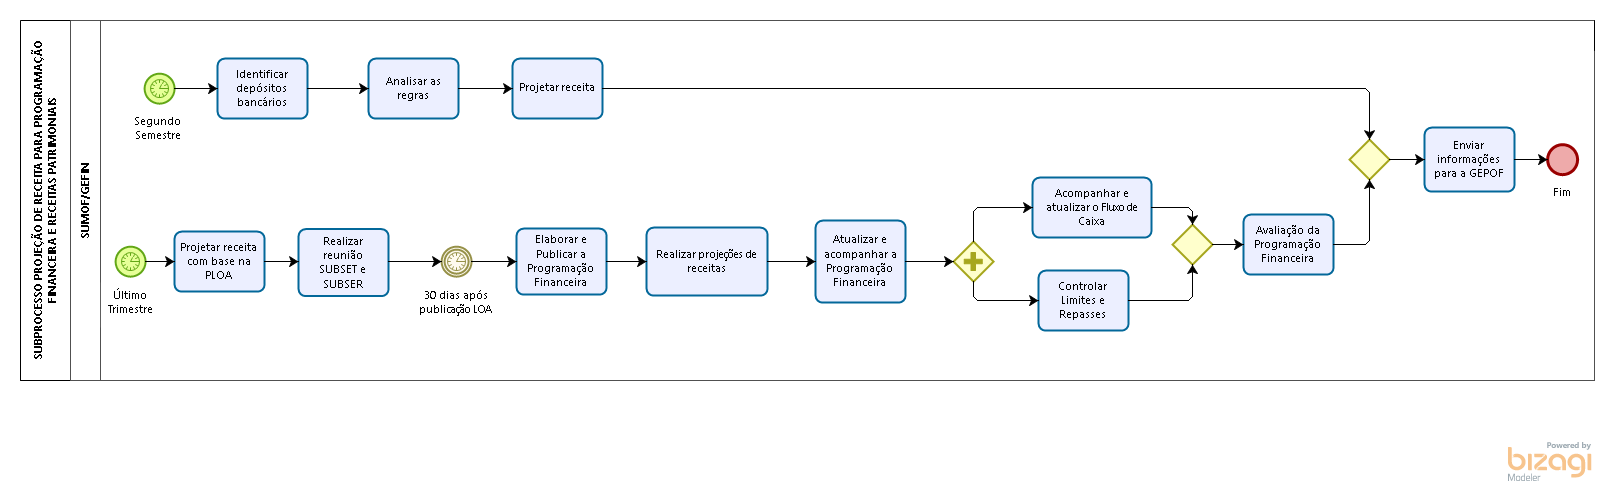 SUBPROCESSO PROJEÇÃO DE RECEITA PARA PROGRAMAÇÃO
FINANCEIRA E RECEITAS PATRIMONIAIS
SUMOF/GEFIN
Segundo
Semestre
Identificar
depósitos
bancários
Analisar as
regras
Projetar receita
Enviar
informações
para a GEPOF
Fim
Último
Trimestre
Projetar receita
com base na
PLOA
Realizar
reunião
SUBSET e
SUBSER
30 dias após
publicação LOA
Elaborar e
Publicar a
Programação
Financeira
Realizar projeções de
receitas
Atualizar e
acompanhar a
Programação
Financeira
Acompanhar e
atualizar o Fluxo de
Caixa
Controlar
Limites e
Repasses
Avaliação da
Programação
Financeira
Powered by
bizagi
Modeler